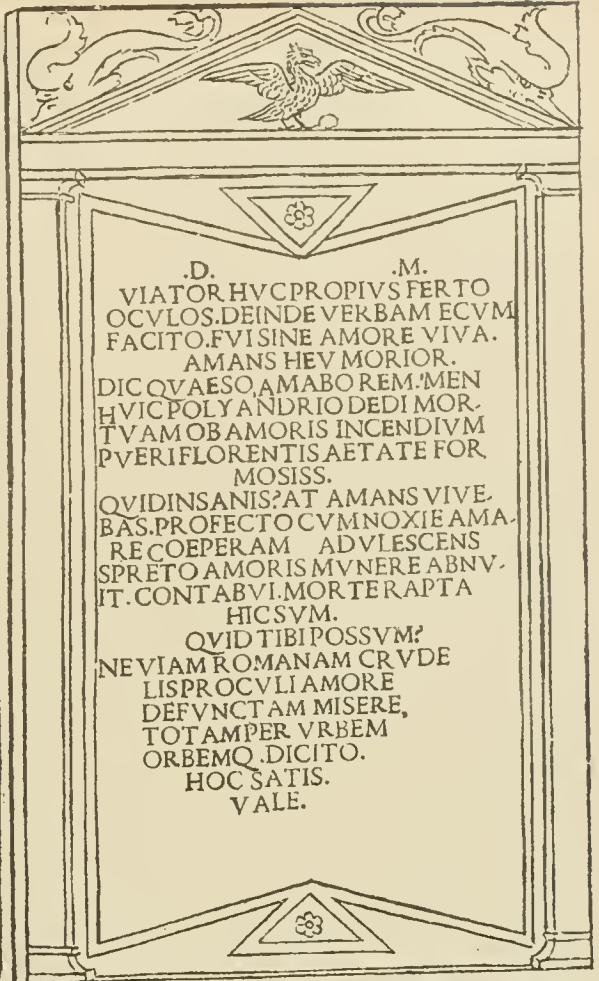 .D. .M.
VIATOR HVC PROPIVS FERTO
OCVLOS.DEINDE VERBA M ECVM
FACITO.FVI SINE AMORE VIVA.
AMANS HEV MORIOR.
DIC QVAESO, AMABO REM.'MEN
HVIC POLYANDRIO DEDI MOR-
TVAM OB AMORIS INCENDIVM
PVERI FLORENTIS AETATE FOR
MOSISS.
QVID INSANIS? AT AMANS VIVE-
BAS.PROFECTO CVM NOXIE AMA-
RE COEPERAM ADVLESCENS
SPRETO AMORIS MVNERE ABNV-
IT.CONTABVI.MORTE RAPTA
HIC SVM.
QVID TIBI POSSVM?
NEVIAM ROMANAM CRVDE
LIS PROCVLI AMORE
DEFVNCTAM MISERE,
TOTAM PER VRBEM
ORBEMQ.DICITO.
HOC SATIS.
VALE.